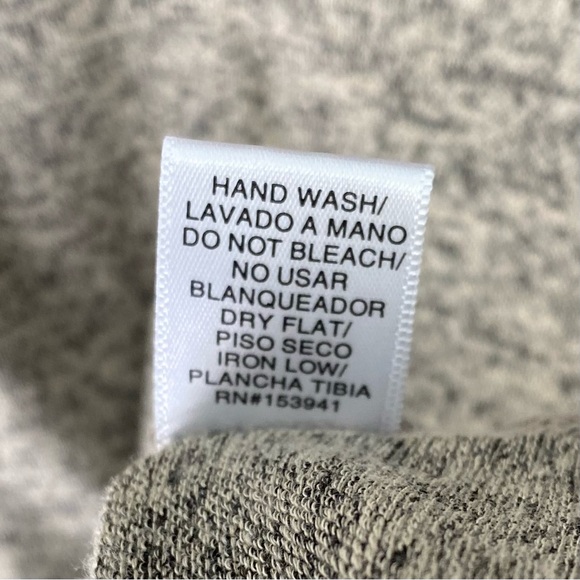 HAND WASH/
LAVADO A MANO
DO NOT BLEACH/
NO USAR
BLANQUEADOR
DRY FLAT/
PISO SECO
IRON LOW/
PLANCHA TIBIA
RN#153941